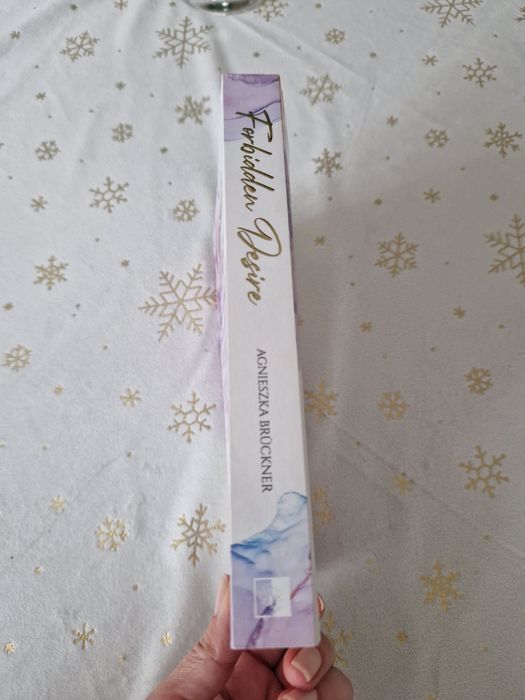 Forbidden Desire
AGNIESZKA BRÜCKNER